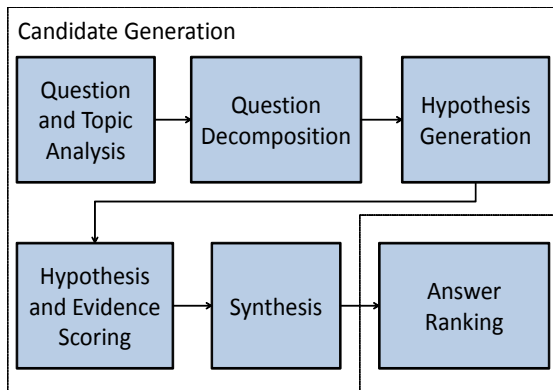 Candidate Generation
Question
and Topic
Analysis
Question
Decomposition
Hypothesis
Generation
Hypothesis
and Evidence
Scoring
Synthesis
Answer
Ranking